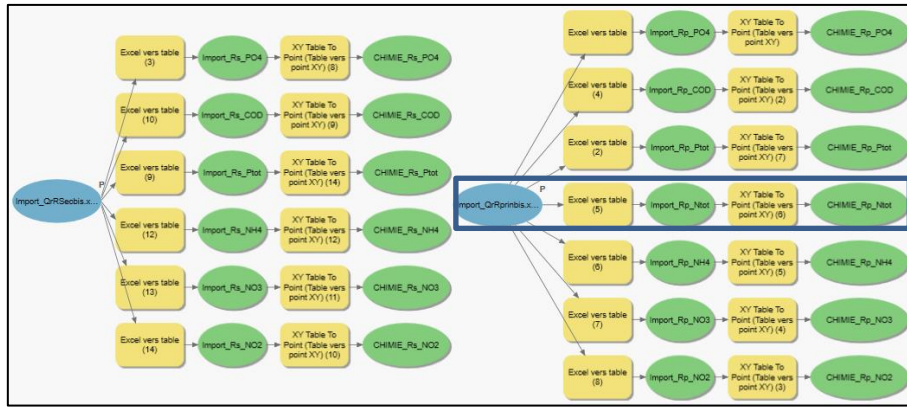 Excel vers table
(3)
Import_Rs_PO4
XY Table To
Point (Table vers
point XY) (8)
CHIMIE_Rs_PO4
Excel vers table
(10)
Import_Rs_COD
XY Table To
Point (Table vers
point XY) (9)
CHIMIE_Rs_COD
Excel vers table
(9)
Import_Rs_Ptot
XY Table To
Point (Table vers
point XY) (14)
CHIMIE_Rs_Ptot
P
Import_QrRSeobis.x...
Excel vers table
(12)
Import_Rs_NH4
XY Table To
Point (Table vers
point XY) (12)
CHIMIE_Rs_NH4
Excel vers table
(13)
Import_Rs_NO3
XY Table To
Point (Table vers
point XY) (11)
CHIMIE_Rs_NO3
Excel vers table
(14)
Import_Rs_NO2
XY Table To
Point (Table vers
point XY) (10)
CHIMIE_Rs_NO2
Excel vers table
Import_Rp_PO4
XY Table To
Point (Table vers
point XY)
CHIMIE_Rp_PO4
Excel vers table
(4)
Import_Rp_COD
XY Table To
Point (Table vers
point XY) (2)
CHIMIE_Rp_COD
Excel vers table
(2)
Import_Rp_Ptot
XY Table To
Point (Table vers
point XY) (7)
CHIMIE_Rp_Ptot
P
Import_QrRprinbis.x...
Excel vers table
(5)
Import_Rp_Ntot
XY Table To
Point (Table vers
point XY) (6)
CHIMIE_Rp_Ntot
Excel vers table
(6)
Import_Rp_NH4
XY Table To
Point (Table vers
point XY) (5)
CHIMIE_Rp_NH4
Excel vers table
(7)
Import_Rp_NO3
XY Table To
Point (Table vers
point XY) (4)
CHIMIE_Rp_NO3
Excel vers table
(8)
Import_Rp_NO2
XY Table To
Point (Table vers
point XY) (3)
CHIMIE_Rp_NO2